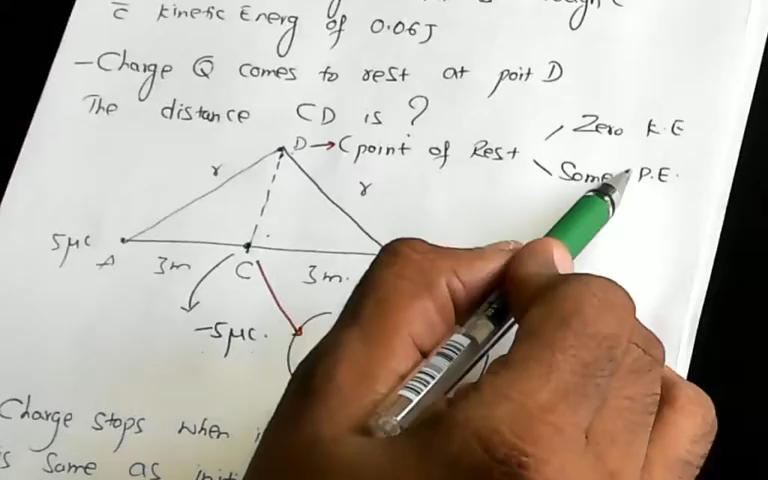 c̄ kinetic Energ of 0.06J
- Charge Q comes to rest at poit D
The distance CD is ?
D → (point of Rest
Zero K.E
Some P.E.
r
r
5μc
A
3m
C
3m.
-5μc.
Charge stops when
is same as